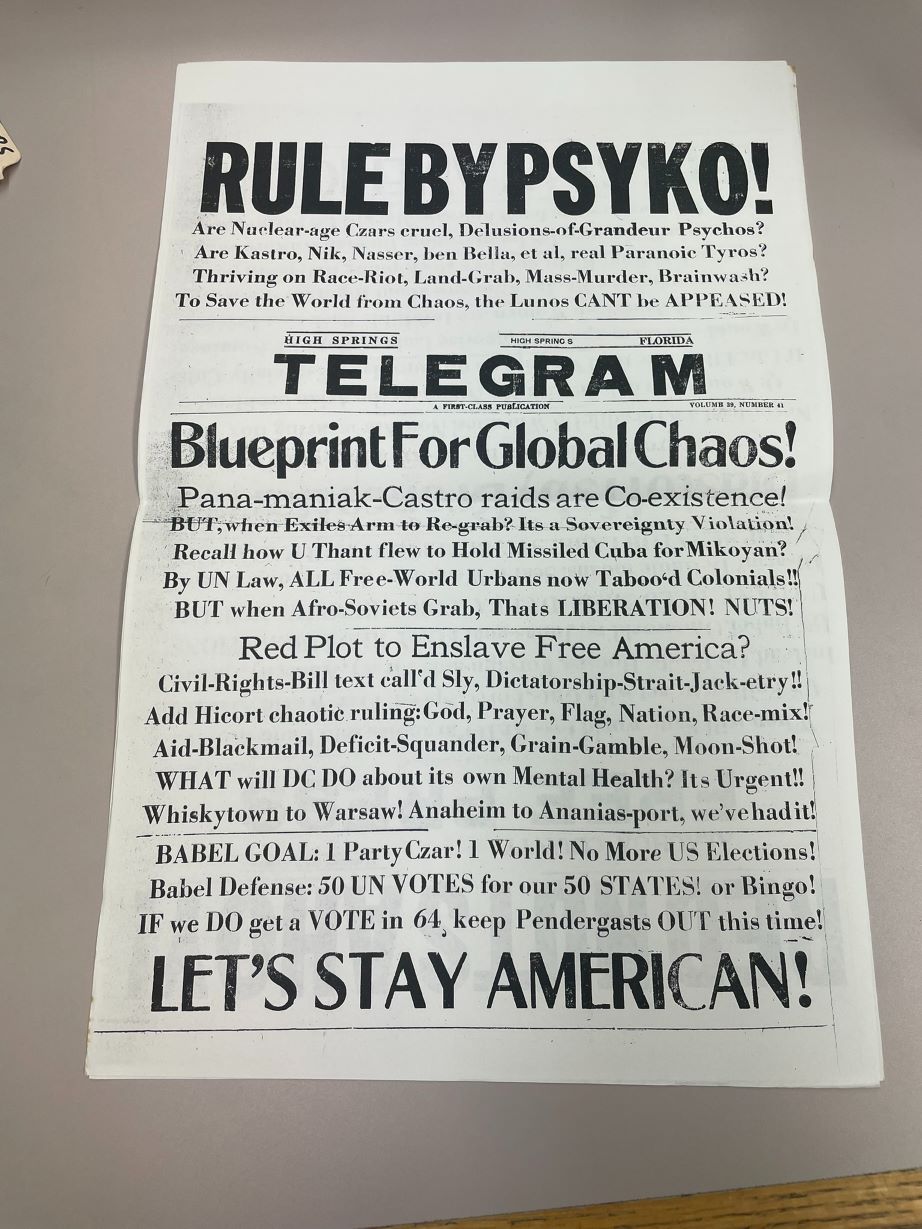 RULE BY PSYKO!
Are Nuclear-age Czars cruel, Delusions-of-Grandeur Psychos?
Are Kastro, Nik, Nasser, ben Bella, et al, real Paranoic Tyros?
Thriving on Race-Riot, Land-Grab, Mass-Murder, Brainwash?
To Save the World from Chaos, the Lunos CANT be APPEASED!
HIGH SPRINGS HIGH SPRINGS FLORIDA
TELEGRAM
A FIRST-CLASS PUBLICATION VOLUMB 39, NUMBER 41
Blueprint For Global Chaos!
Pana-maniak-Castro raids are Co-existence!
BUT, when Exiles Arm to Re-grab? Its a Sovereignty Violation!
Recall how U Thant flew to Hold Missiled Cuba for Mikoyan?
By UN Law, ALL Free-World Urbans now Taboo'd Colonials!!
BUT when Afro-Soviets Grab, Thats LIBERATION! NUTS!
Red Plot to Enslave Free America?
Civil-Rights-Bill text call'd Sly, Dictatorship-Strait-Jack-etry!!
Add Hicort chaotic ruling: God, Prayer, Flag, Nation, Race-mix!
Aid-Blackmail, Deficit-Squander, Grain-Gamble, Moon-Shot!
WHAT will DC DO about its own Mental Health? Its Urgent!!
Whiskytown to Warsaw! Anaheim to Ananias-port, we've had it!
BABEL GOAL: 1 Party Czar! 1 World! No More US Elections!
Babel Defense: 50 UN VOTES for our 50 STATES! or Bingo!
IF we DO get a VOTE in 64, keep Pendergasts OUT this time!
LET'S STAY AMERICAN!